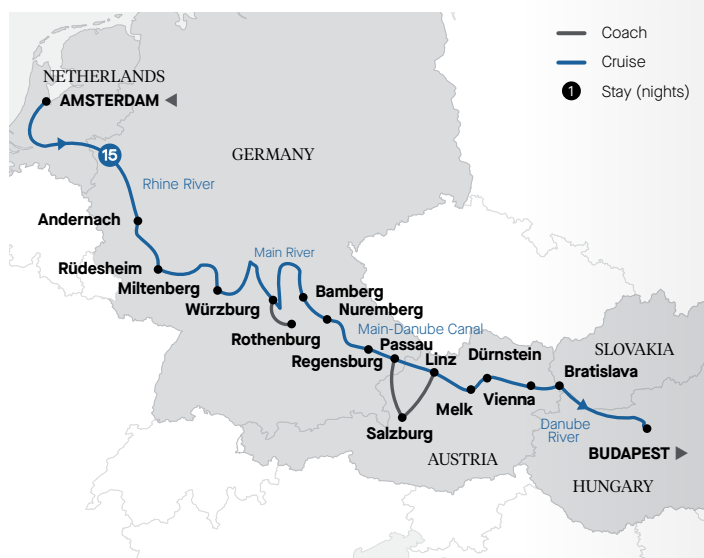 Coach
Cruise
1 Stay (nights)
NETHERLANDS
AMSTERDAM
15
GERMANY
Rhine River
Andernach
Rüdesheim
Main River
Miltenberg
Würzburg
Bamberg
Nuremberg
Rothenburg
Main-Danube Canal
Regensburg
Passau
Linz
Dürnstein
SLOVAKIA
Bratislava
Melk
Vienna
Salzburg
Danube
River
BUDAPEST
AUSTRIA
HUNGARY